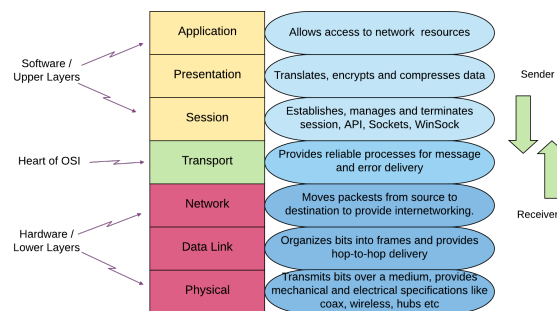 Application
Allows access to network resources
Software /
Upper Layers
Presentation
Translates, encrypts and compresses data
Sender
Session
Establishes, manages and terminates
session, API, Sockets, WinSock
Heart of OSI
Transport
Provides reliable processes for message
and error delivery
Network
Moves packests from source to
destination to provide internetworking.
Receiver
Hardware /
Lower Layers
Data Link
Organizes bits into frames and provides
hop-to-hop delivery
Physical
Transmits bits over a medium, provides
mechanical and electrical specifications like
coax, wireless, hubs etc